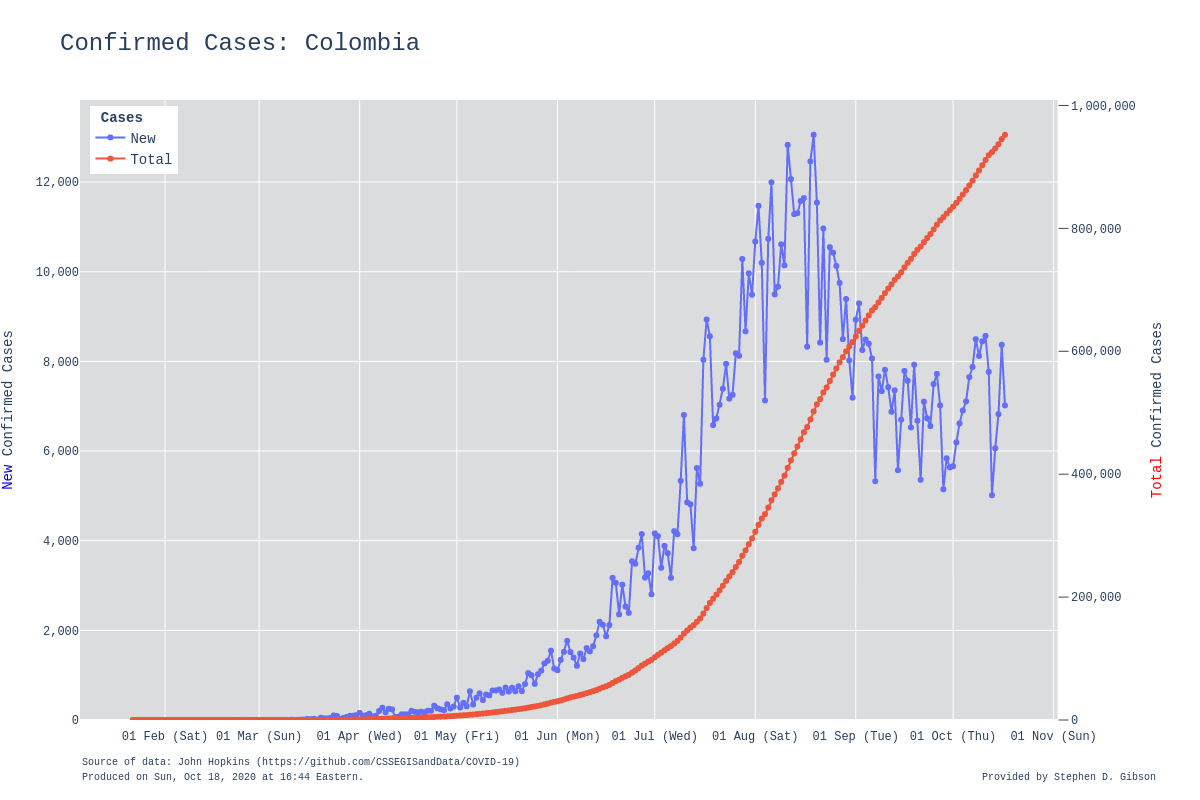 Confirmed Cases: Colombia
Cases
New
Total
12,000
10,000
8,000
6,000
4,000
2,000
0
New Confirmed Cases
1,000,000
800,000
600,000
400,000
200,000
0
Total Confirmed Cases
01 Feb (Sat) 01 Mar (Sun) 01 Apr (Wed) 01 May (Fri) 01 Jun (Mon) 01 Jul (Wed) 01 Aug (Sat) 01 Sep (Tue) 01 Oct (Thu) 01 Nov (Sun)
Source of data: John Hopkins (https://github.com/CSSEGISandData/COVID-19)
Produced on Sun, Oct 18, 2020 at 16:44 Eastern.
Provided by Stephen D. Gibson